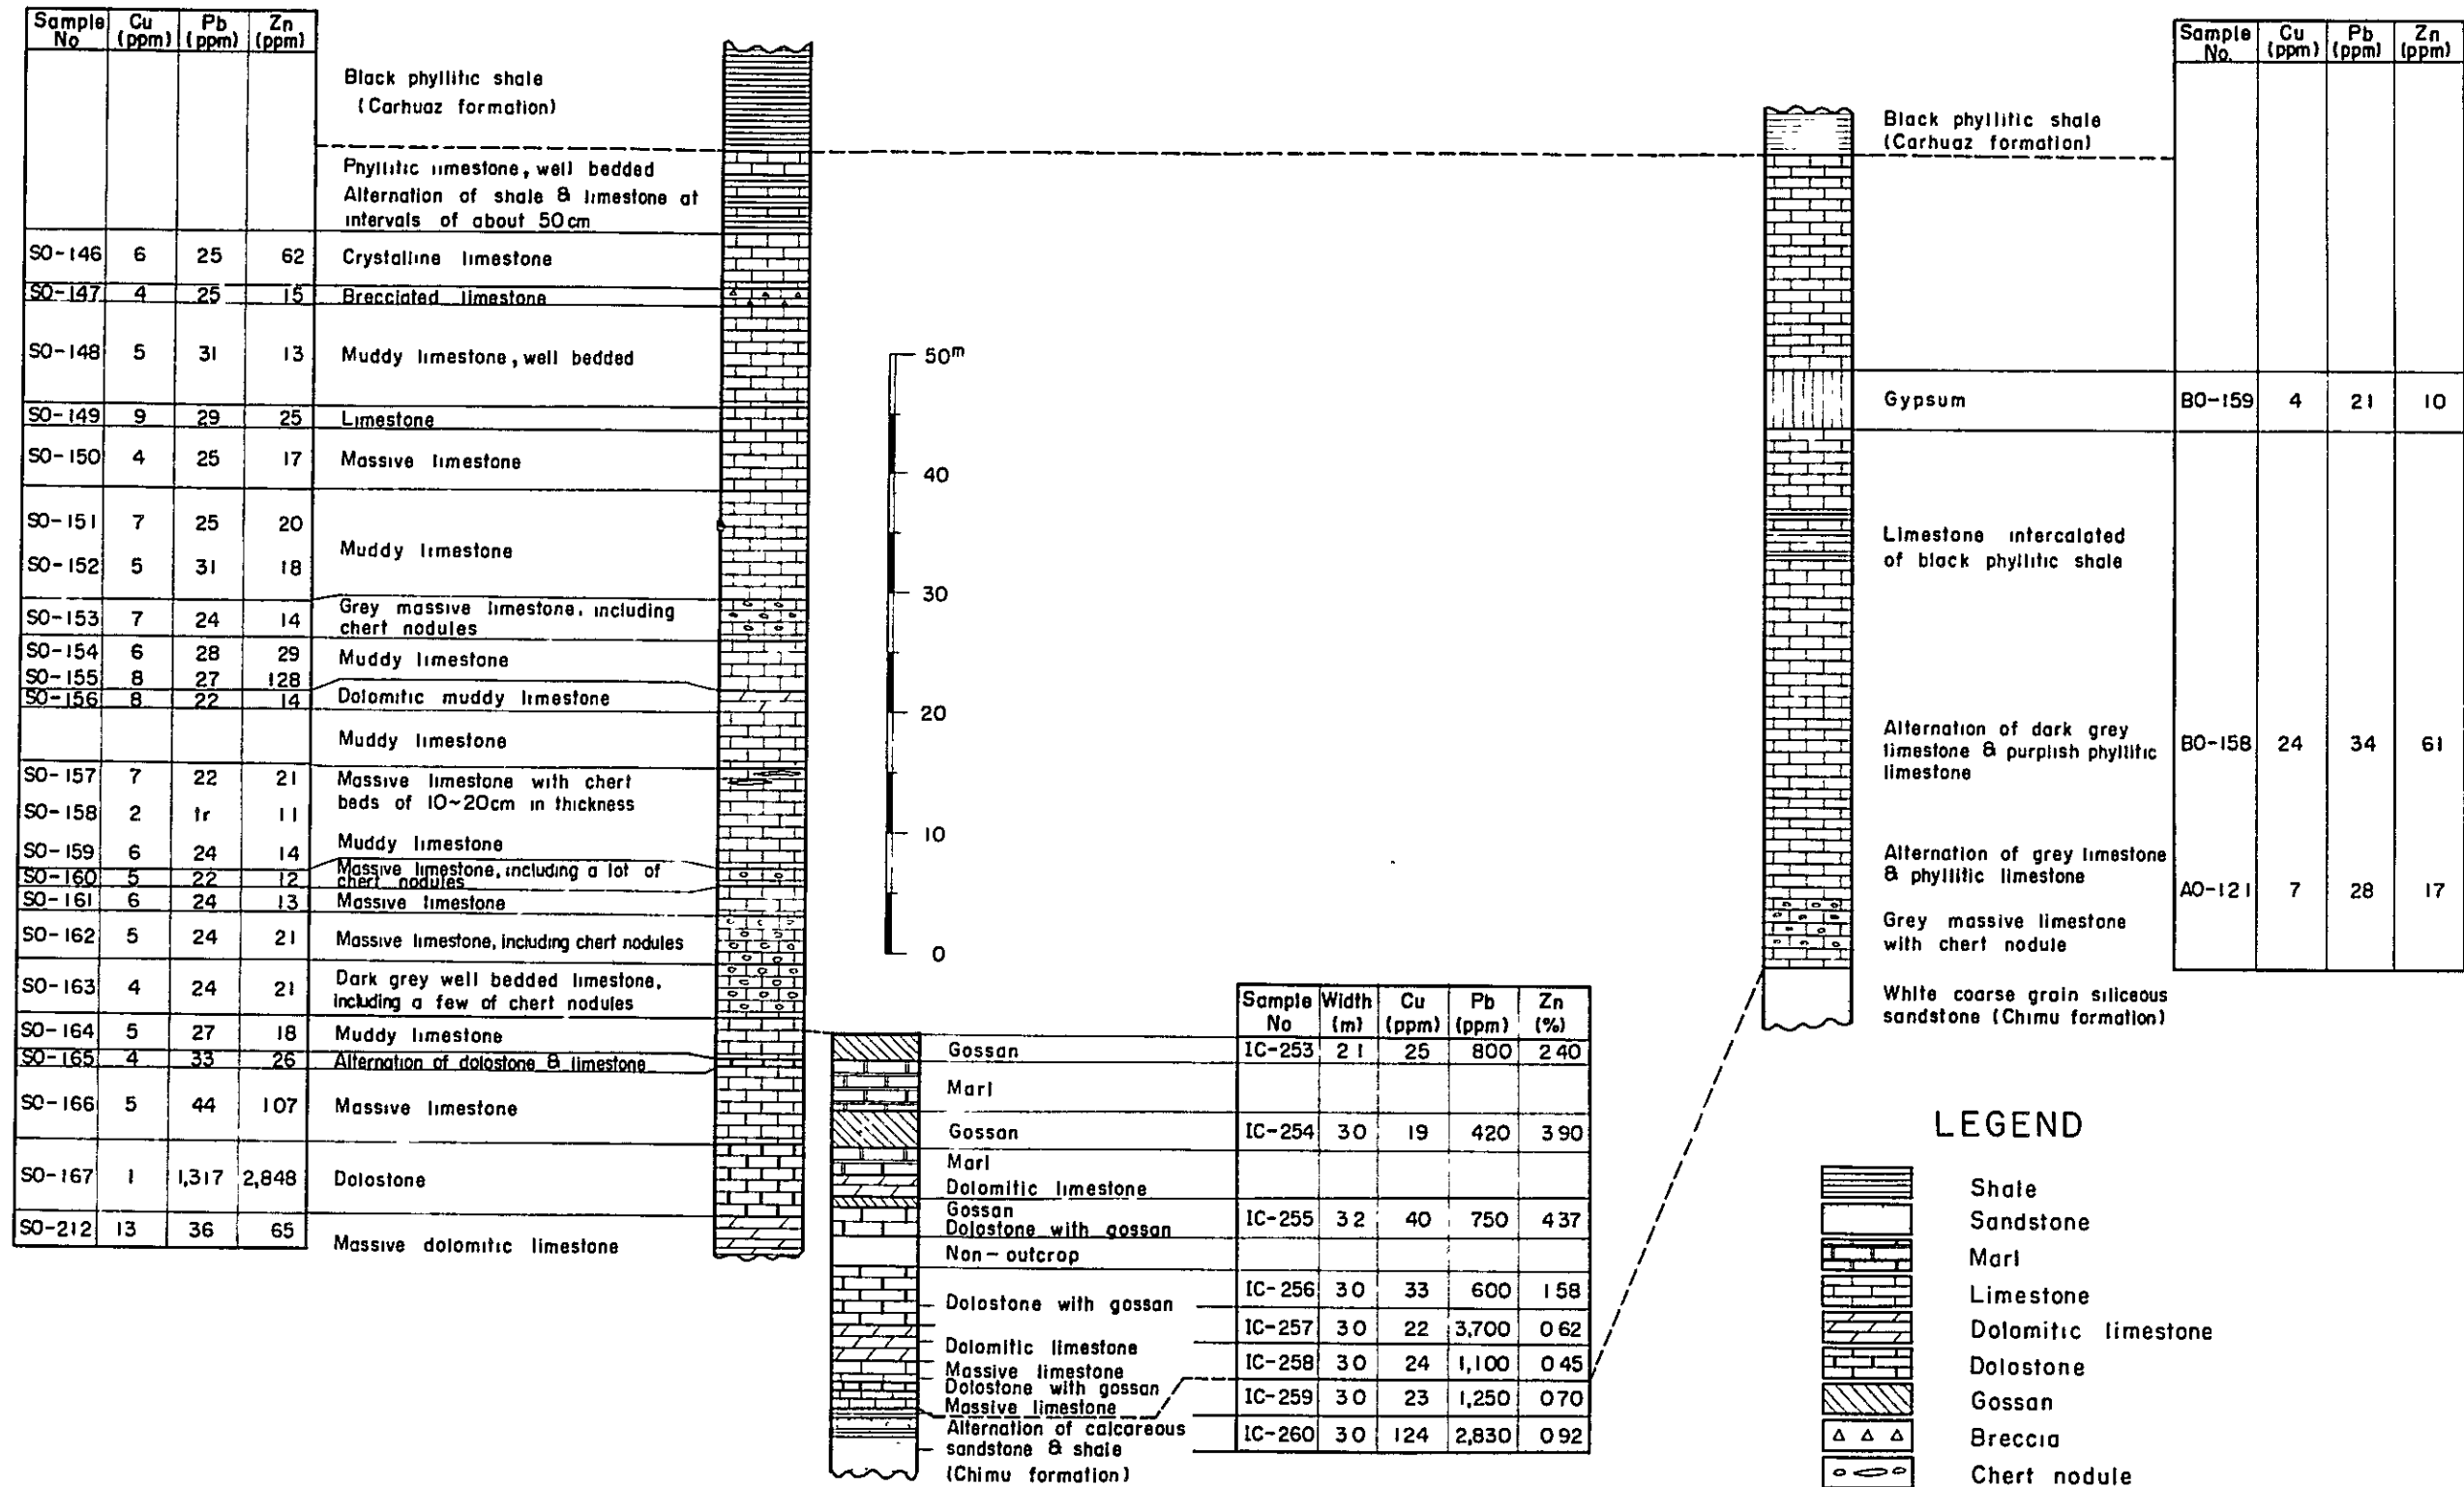 Sample No Cu (ppm) Pb (ppm) Zn (ppm)
Black phyllitic shale
(Carhuaz formation)
Phyllitic limestone, well bedded
Alternation of shale & limestone at
intervals of about 50cm
SO-146 6 25 62 Crystalline limestone
SO-147 4 25 15 Brecciated limestone
SO-148 5 31 13 Muddy limestone, well bedded
SO-149 9 29 25 Limestone
SO-150 4 25 17 Massive limestone
SO-151 7 25 20
Muddy limestone
SO-152 5 31 18
SO-153 7 24 14 Grey massive limestone, including
chert nodules
SO-154 6 28 29
Muddy limestone
SO-155 8 27 128
SO-156 8 22 14 Dolomitic muddy limestone
Muddy limestone
SO-157 7 22 21 Massive limestone with chert
beds of 10~20cm in thickness
SO-158 2 tr 11
Muddy limestone
SO-159 6 24 14
SO-160 5 22 12 Massive limestone, including a lot of
chert nodules
SO-161 6 24 13 Massive limestone
SO-162 5 24 21 Massive limestone, including chert nodules
SO-163 4 24 21 Dark grey well bedded limestone,
including a few of chert nodules
SO-164 5 27 18 Muddy limestone
SO-165 4 33 26 Alternation of dolostone & limestone
SO-166 5 44 107 Massive limestone
SO-167 1 1,317 2,848 Dolostone
SO-212 13 36 65
Massive dolomitic limestone
50m
40
30
20
10
0
Gossan
Marl
Gossan
Marl
Dolomitic limestone
Gossan
Dolostone with gossan
Non-outcrop
Dolostone with gossan
Dolomitic limestone
Massive limestone
Dolostone with gossan
Massive limestone
Alternation of calcareous
sandstone & shale
(Chimu formation)
Sample No Width (m) Cu (ppm) Pb (ppm) Zn (%)
IC-253 2 1 25 800 2 40
IC-254 3 0 19 420 3 90
IC-255 3 2 40 750 4 37
IC-256 3 0 33 600 1 58
IC-257 3 0 22 3,700 0 62
IC-258 3 0 24 1,100 0 45
IC-259 3 0 23 1,250 0 70
IC-260 3 0 124 2,830 0 92
Black phyllitic shale
(Carhuaz formation)
Gypsum
Limestone intercalated
of black phyllitic shale
Alternation of dark grey
limestone & purplish phyllitic
limestone
Alternation of grey limestone
& phyllitic limestone
Grey massive limestone
with chert nodule
White coarse grain siliceous
sandstone (Chimu formation)
Sample No. Cu (ppm) Pb (ppm) Zn (ppm)
BO-159 4 21 10
BO-158 24 34 61
AO-121 7 28 17
LEGEND
Shale
Sandstone
Marl
Limestone
Dolomitic limestone
Dolostone
Gossan
Breccia
Chert nodule